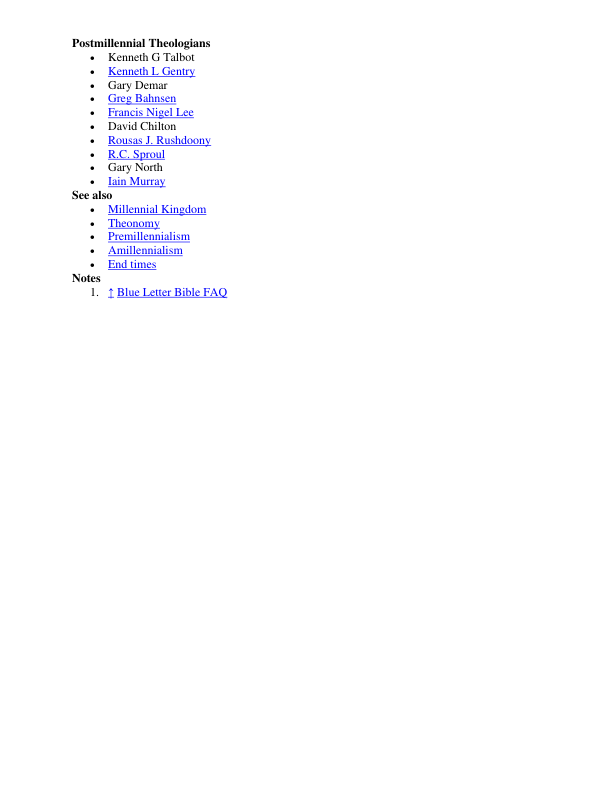 Postmillennial Theologians
• Kenneth G Talbot
• Kenneth L Gentry
• Gary Demar
• Greg Bahnsen
• Francis Nigel Lee
• David Chilton
• Rousas J. Rushdoony
• R.C. Sproul
• Gary North
• Iain Murray
See also
• Millennial Kingdom
• Theonomy
• Premillennialism
• Amillennialism
• End times
Notes
1. ↑ Blue Letter Bible FAQ